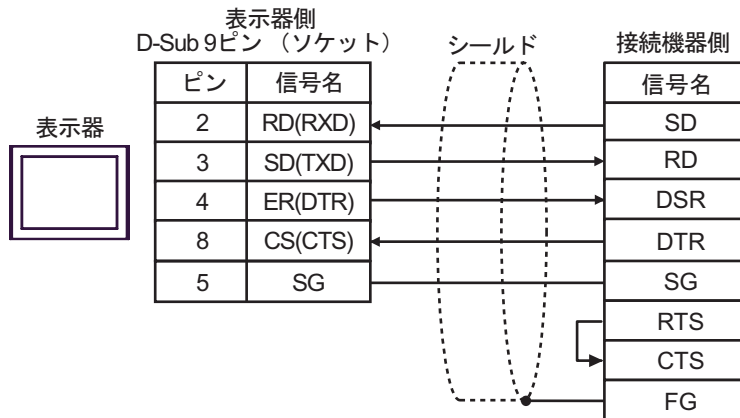 表示器側
D-Sub 9ピン （ソケット）
シールド
接続機器側
ピン 信号名
信号名
表示器
2 RD(RXD) SD
3 SD(TXD) RD
4 ER(DTR) DSR
8 CS(CTS) DTR
5 SG SG
RTS
CTS
FG